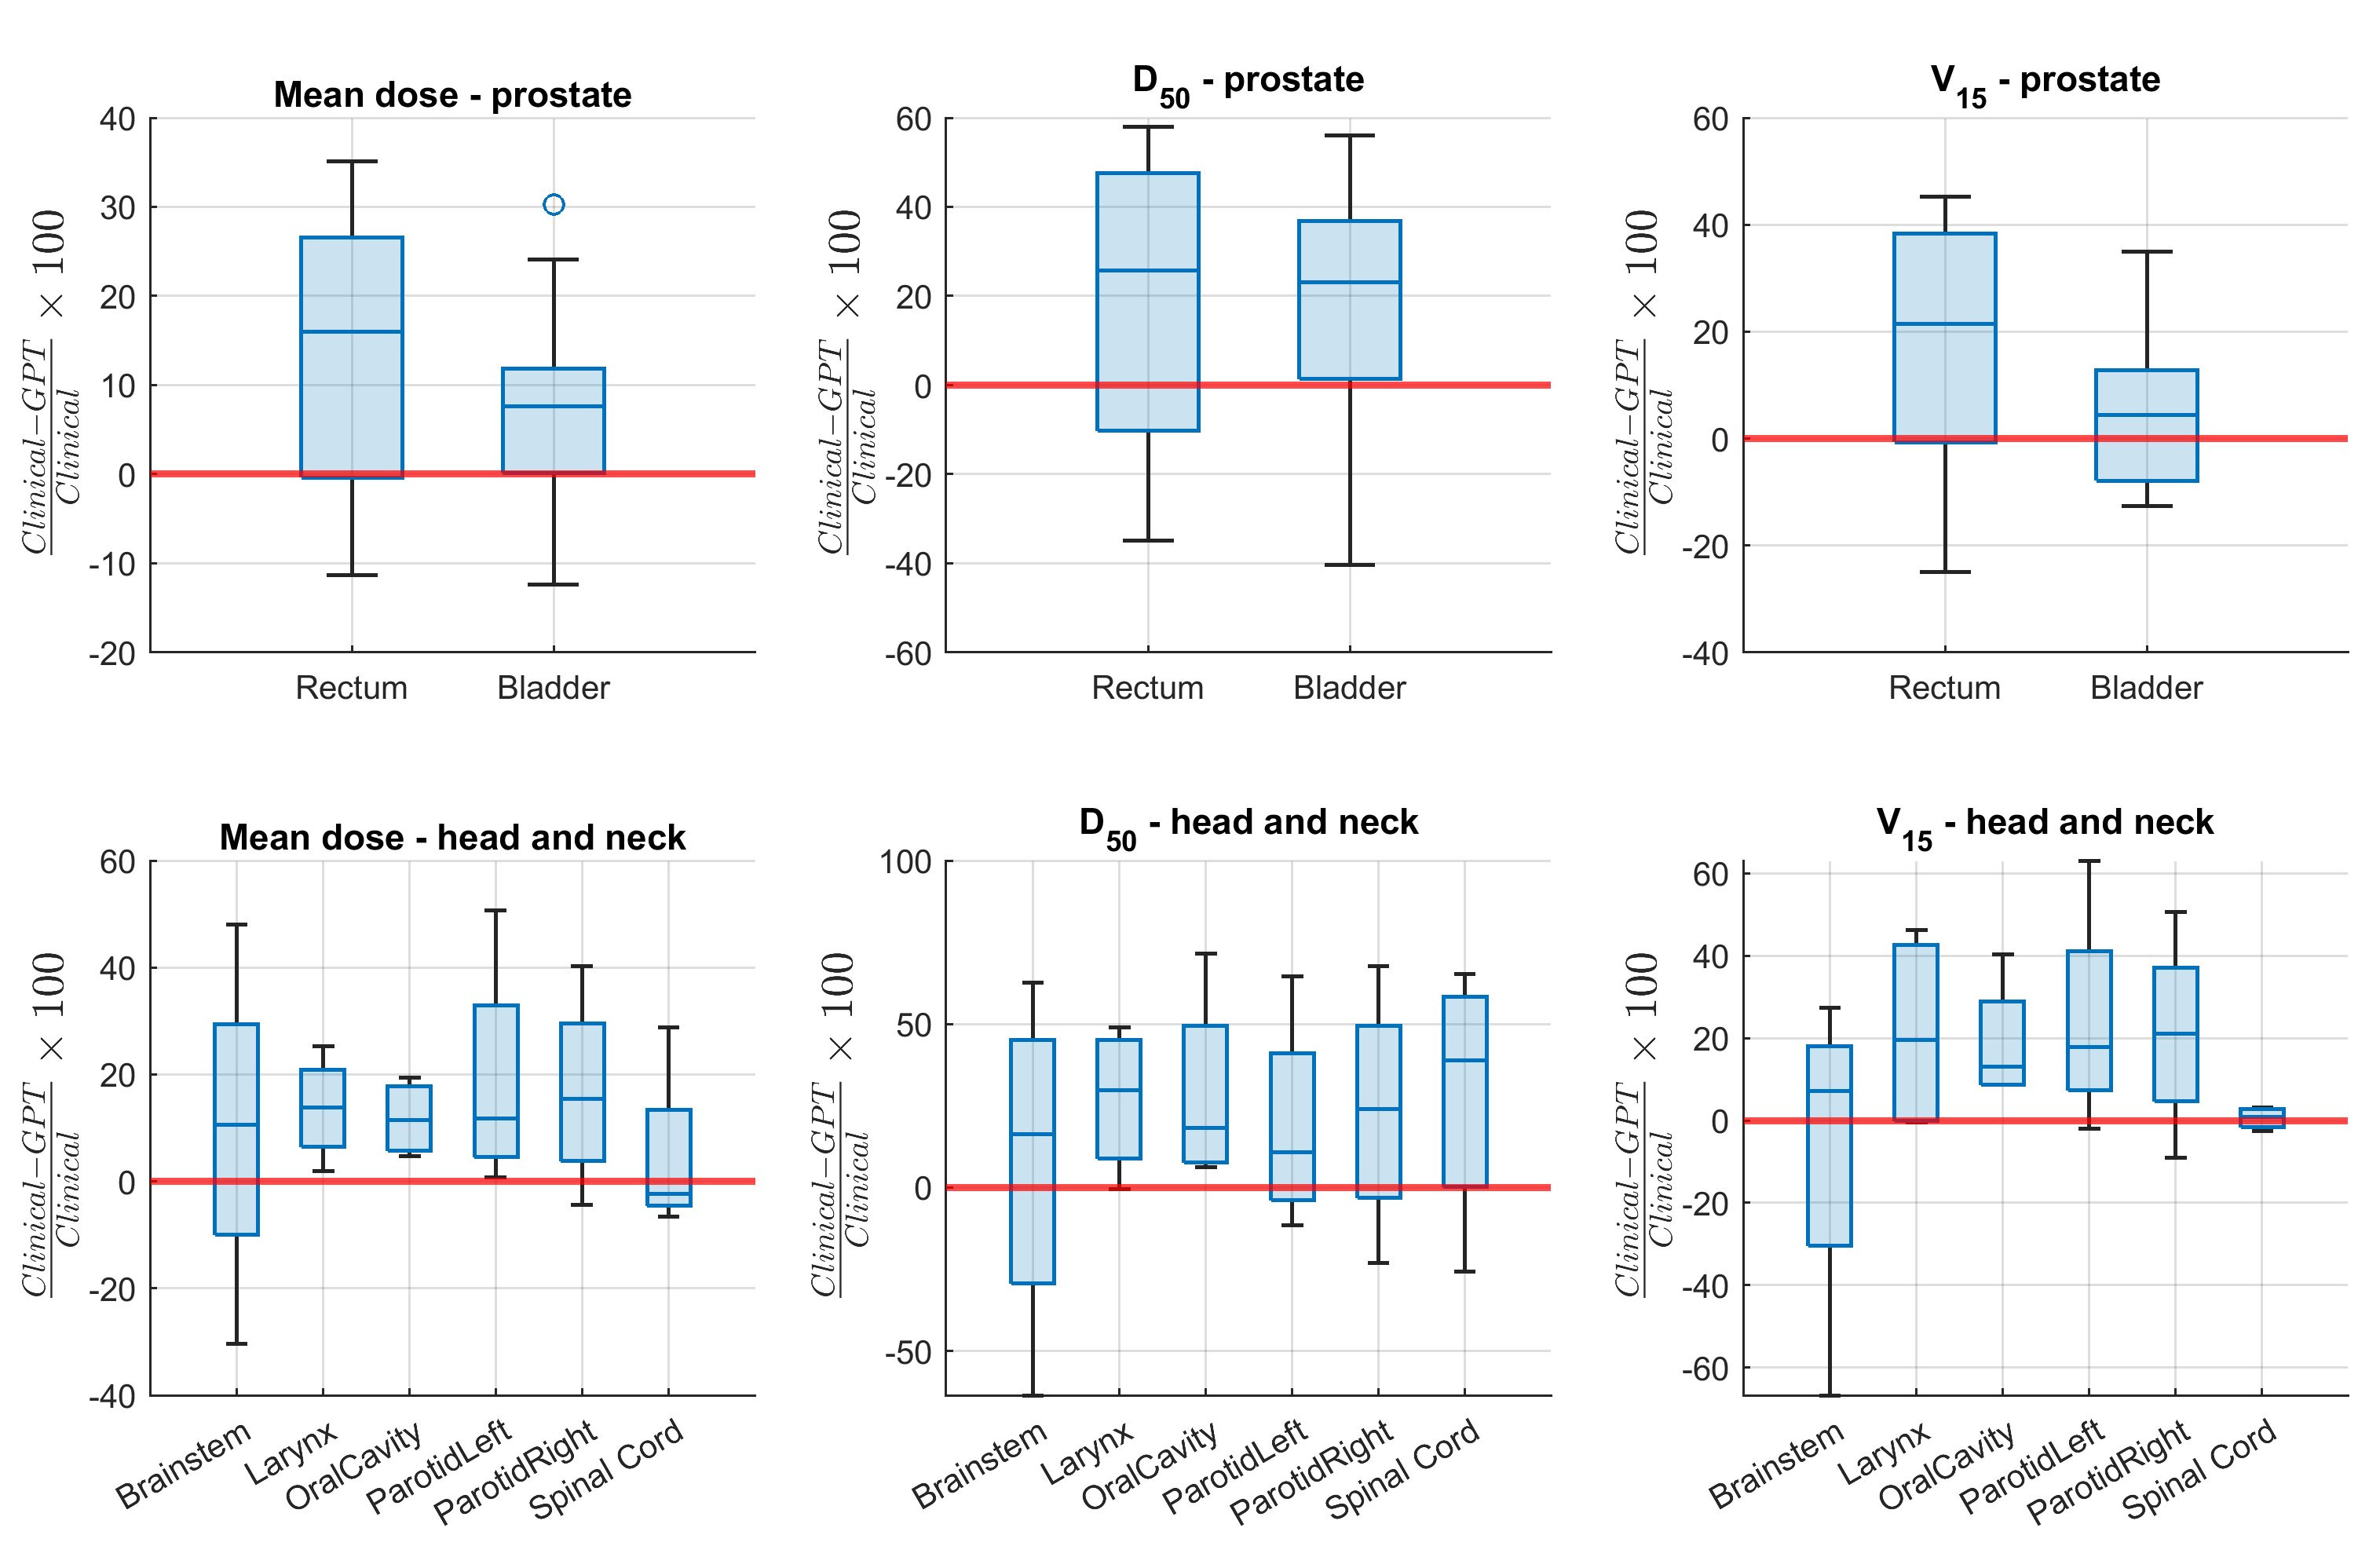 Mean dose - prostate
40
30
20
10
0
-10
-20
Rectum
Bladder
Clinical−GPT
Clinical
× 100
D50 - prostate
60
40
20
0
-20
-40
-60
Rectum
Bladder
Clinical−GPT
Clinical
× 100
V15 - prostate
60
40
20
0
-20
-40
Rectum
Bladder
Clinical−GPT
Clinical
× 100
Mean dose - head and neck
60
40
20
0
-20
-40
Brainstem
Larynx
OralCavity
ParotidLeft
ParotidRight
Spinal Cord
Clinical−GPT
Clinical
× 100
D50 - head and neck
100
50
0
-50
Brainstem
Larynx
OralCavity
ParotidLeft
ParotidRight
Spinal Cord
Clinical−GPT
Clinical
× 100
V15 - head and neck
60
40
20
0
-20
-40
-60
Brainstem
Larynx
OralCavity
ParotidLeft
ParotidRight
Spinal Cord
Clinical−GPT
Clinical
× 100